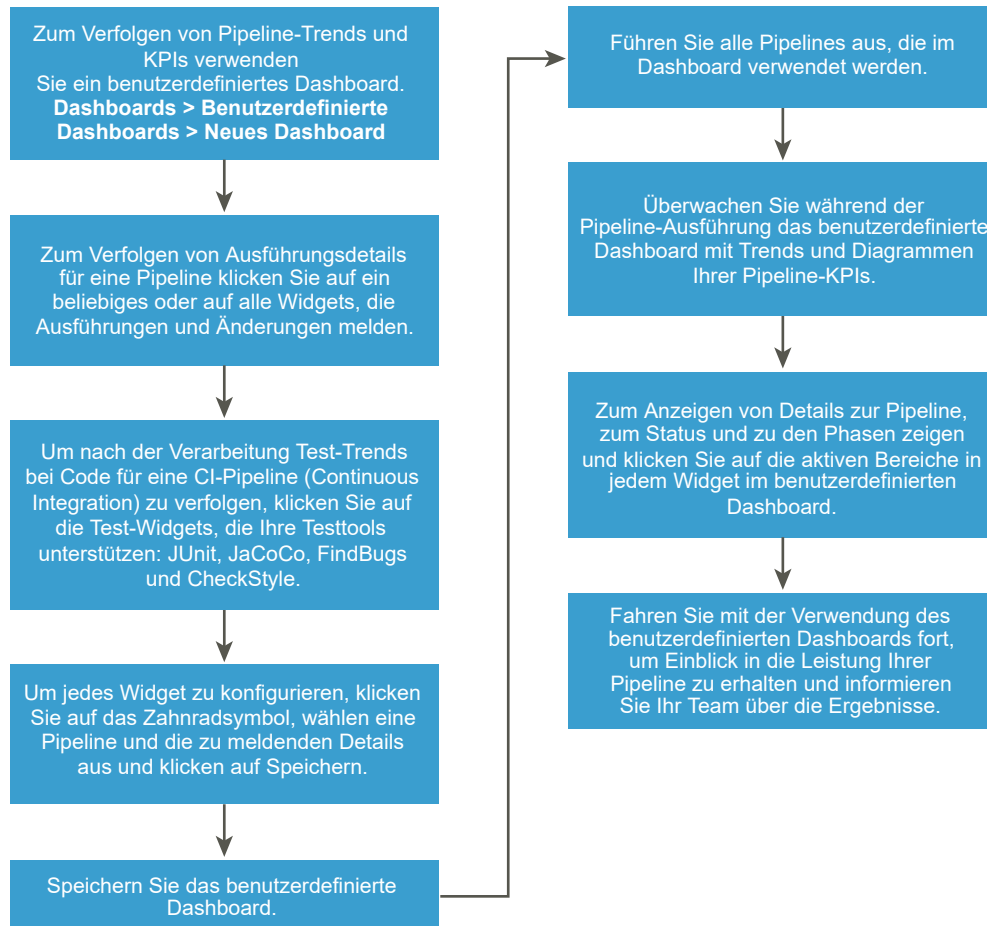 Zum Verfolgen von Pipeline-Trends und
KPIs verwenden
Sie ein benutzerdefiniertes Dashboard.
Dashboards > Benutzerdefinierte
Dashboards > Neues Dashboard
Zum Verfolgen von Ausführungsdetails
für eine Pipeline klicken Sie auf ein
beliebiges oder auf alle Widgets, die
Ausführungen und Änderungen melden.
Um nach der Verarbeitung Test-Trends
bei Code für eine CI-Pipeline (Continuous
Integration) zu verfolgen, klicken Sie auf
die Test-Widgets, die Ihre Testtools
unterstützen: JUnit, JaCoCo, FindBugs
und CheckStyle.
Um jedes Widget zu konfigurieren, klicken
Sie auf das Zahnradsymbol, wählen eine
Pipeline und die zu meldenden Details
aus und klicken auf Speichern.
Speichern Sie das benutzerdefinierte
Dashboard.
Führen Sie alle Pipelines aus, die im
Dashboard verwendet werden.
Überwachen Sie während der
Pipeline-Ausführung das benutzerdefinierte
Dashboard mit Trends und Diagrammen
Ihrer Pipeline-KPIs.
Zum Anzeigen von Details zur Pipeline,
zum Status und zu den Phasen zeigen
und klicken Sie auf die aktiven Bereiche in
jedem Widget im benutzerdefinierten
Dashboard.
Fahren Sie mit der Verwendung des
benutzerdefinierten Dashboards fort,
um Einblick in die Leistung Ihrer
Pipeline zu erhalten und informieren
Sie Ihr Team über die Ergebnisse.